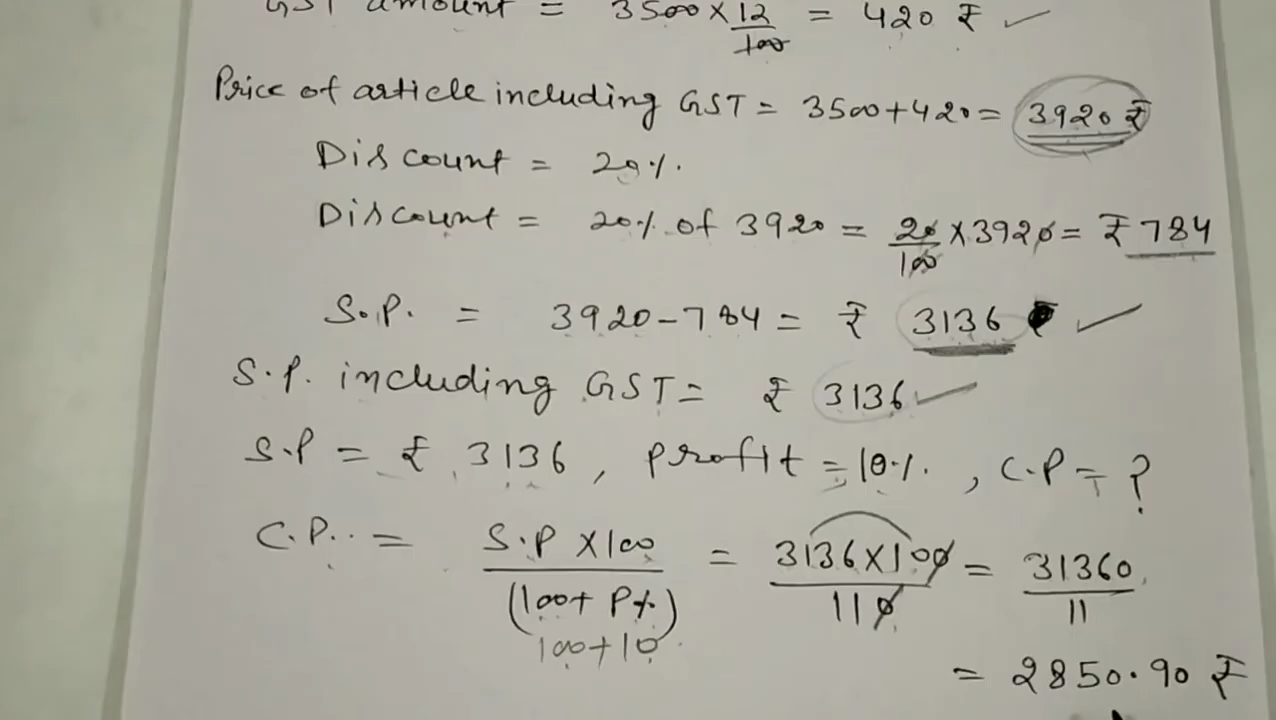 GST amount = 3500 × 12/100 = 420 ₹ ✓
Price of article including GST = 3500+420 = 3920 ₹
Discount = 20%.
Discount = 20% of 3920 = 20/100 × 3920 = ₹ 784
S.P. = 3920-784 = ₹ 3136 ✓
S.P. including GST = ₹ 3136 ✓
S.P = ₹ 3136, profit = 10%., C.P = ?
C.P. = S.P × 100/(100+ P%) = 3136×100/110 = 31360/11
100+10
= 2850.90 ₹